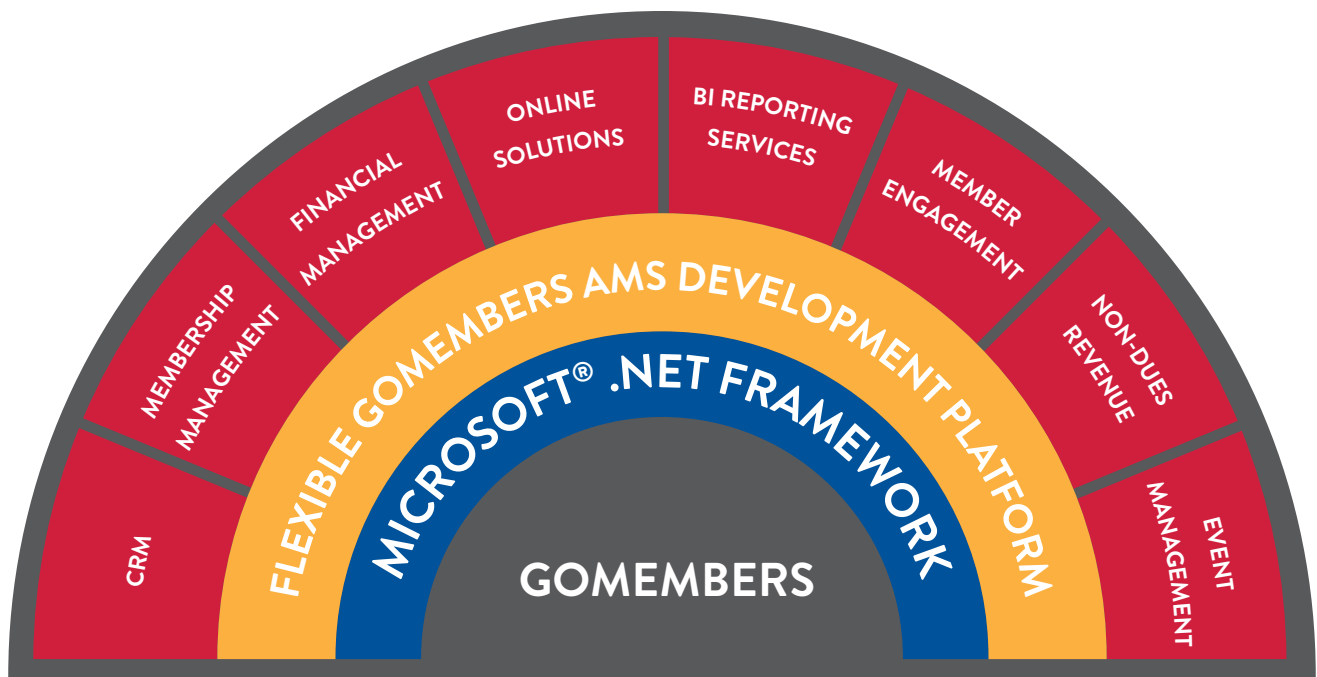 CRM
MEMBERSHIP
MANAGEMENT
FINANCIAL
MANAGEMENT
ONLINE
SOLUTIONS
BI REPORTING
SERVICES
MEMBER
ENGAGEMENT
NON-DUES
REVENUE
EVENT
MANAGEMENT
FLEXIBLE GOMEMBERS AMS DEVELOPMENT PLATFORM
MICROSOFT® .NET FRAMEWORK
GOMEMBERS